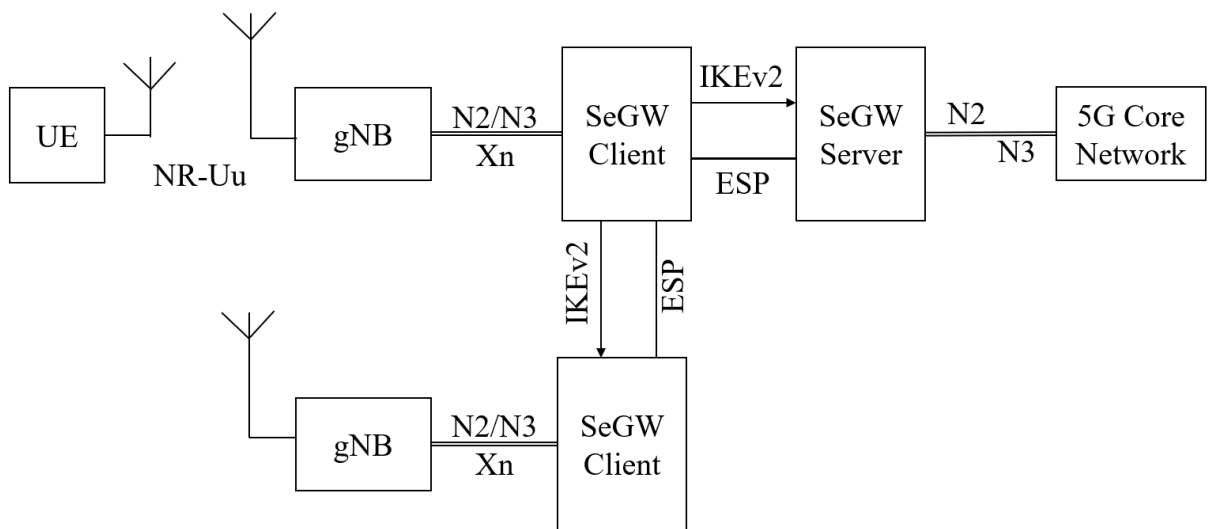 UE
NR-Uu
gNB
N2/N3
Xn
SeGW
Client
IKEv2
ESP
SeGW
Server
N2
N3
5G Core
Network
IKEv2
ESP
gNB
N2/N3
Xn
SeGW
Client